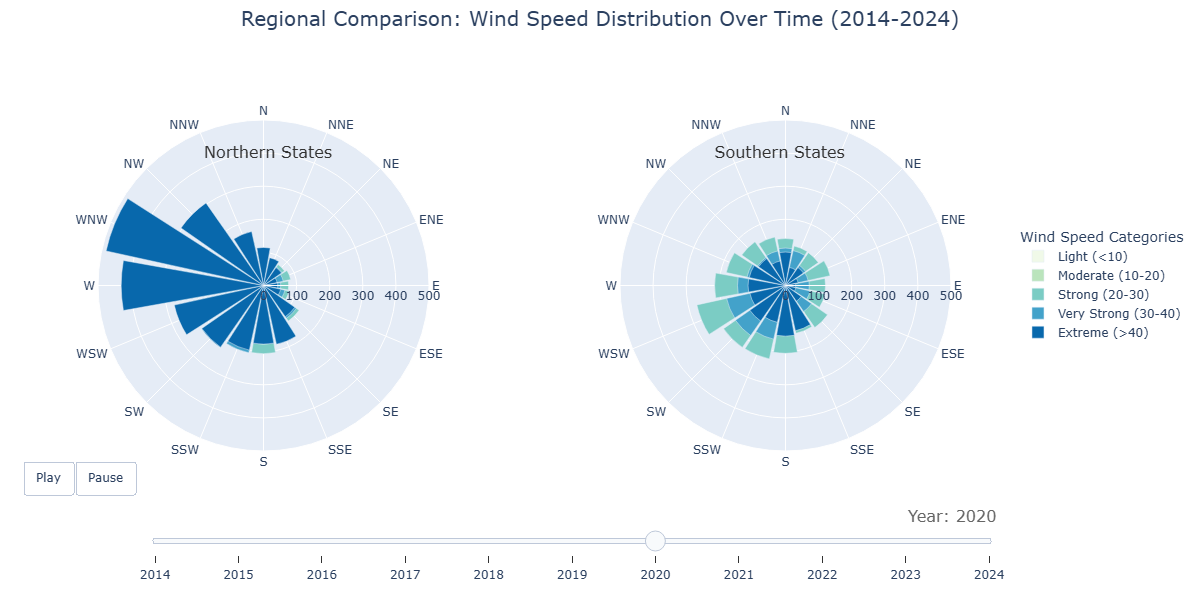 Regional Comparison: Wind Speed Distribution Over Time (2014-2024)
Northern States
N
NNE
NE
ENE
E
ESE
SE
SSE
S
SSW
SW
WSW
W
WNW
NW
NNW
0 100 200 300 400 500
Southern States
N
NNE
NE
ENE
E
ESE
SE
SSE
S
SSW
SW
WSW
W
WNW
NW
NNW
0 100 200 300 400 500
Wind Speed Categories
Light (<10)
Moderate (10-20)
Strong (20-30)
Very Strong (30-40)
Extreme (>40)
Play Pause
Year: 2020
2014 2015 2016 2017 2018 2019 2020 2021 2022 2023 2024